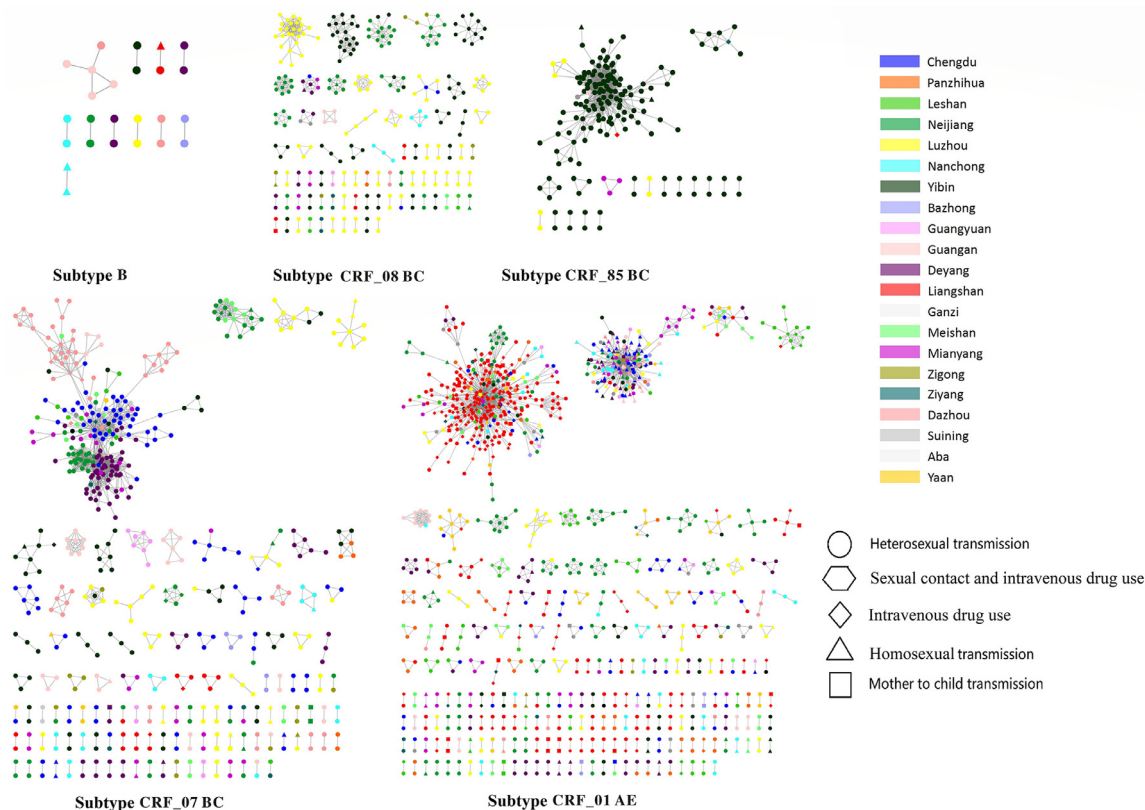 Subtype B
Subtype CRF_08 BC
Subtype CRF_85 BC
Subtype CRF_07 BC
Subtype CRF_01 AE
Chengdu
Panzhihua
Leshan
Neijiang
Luzhou
Nanchong
Yibin
Bazhong
Guangyuan
Guangan
Deyang
Liangshan
Ganzi
Meishan
Mianyang
Zigong
Ziyang
Dazhou
Suining
Aba
Yaan
Heterosexual transmission
Sexual contact and intravenous drug use
Intravenous drug use
Homosexual transmission
Mother to child transmission